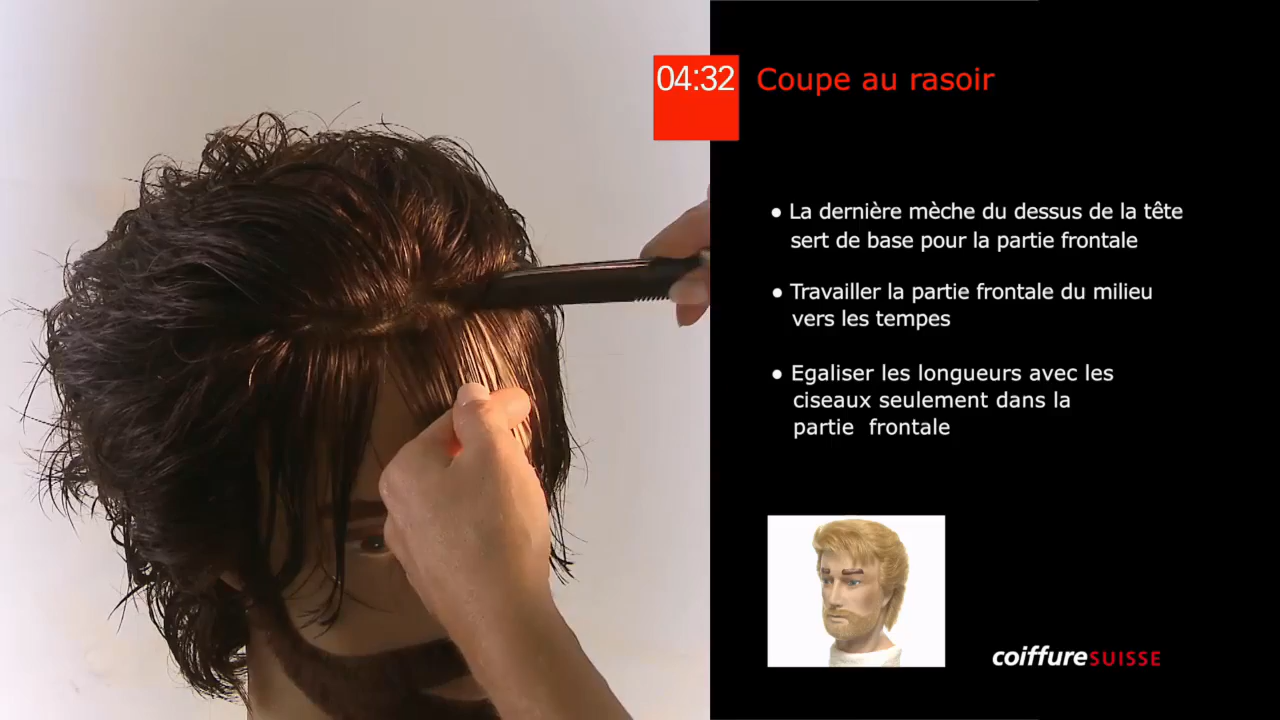 04:32 Coupe au rasoir
● La dernière mèche du dessus de la tête
sert de base pour la partie frontale
● Travailler la partie frontale du milieu
vers les tempes
● Egaliser les longueurs avec les
ciseaux seulement dans la
partie frontale
coiffureSUISSE